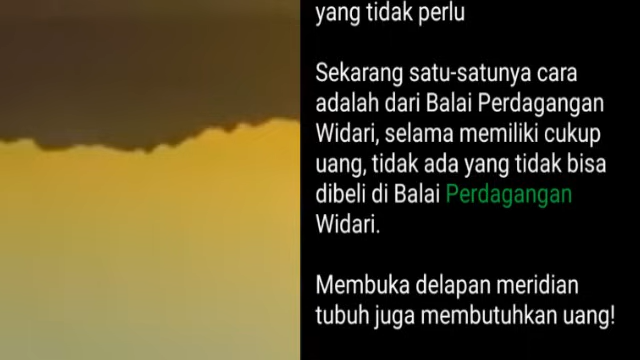 yang tidak perlu
Sekarang satu-satunya cara
adalah dari Balai Perdagangan
Widari, selama memiliki cukup
uang, tidak ada yang tidak bisa
dibeli di Balai Perdagangan
Widari.
Membuka delapan meridian
tubuh juga membutuhkan uang!